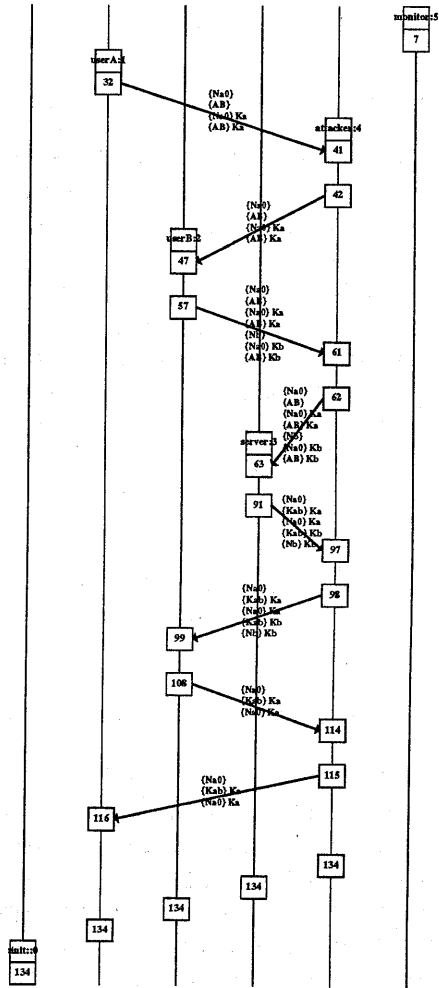 monitor:5
7
userA:1
32
{Na0}
{AB}
{Na0} Ka
{AB} Ka
attacker:4
41
42
{Na0}
{AB}
{Na0} Ka
{AB} Ka
userB:2
47
57
{Na0}
{AB}
{Na0} Ka
{AB} Ka
{Nb}
{Na0} Kb
{AB} Kb
61
62
{Na0}
{AB}
{Na0} Ka
{AB} Ka
{Nb}
{Na0} Kb
{AB} Kb
server:3
63
91
{Na0}
{Kab} Ka
{Na0} Ka
{Kab} Kb
{Nb} Kb
97
98
{Na0}
{Kab} Ka
{Na0} Ka
{Kab} Kb
{Nb} Kb
99
108
{Na0}
{Kab} Ka
{Na0} Ka
114
115
{Na0}
{Kab} Ka
{Na0} Ka
116
134
134
134
134
:init::0
134